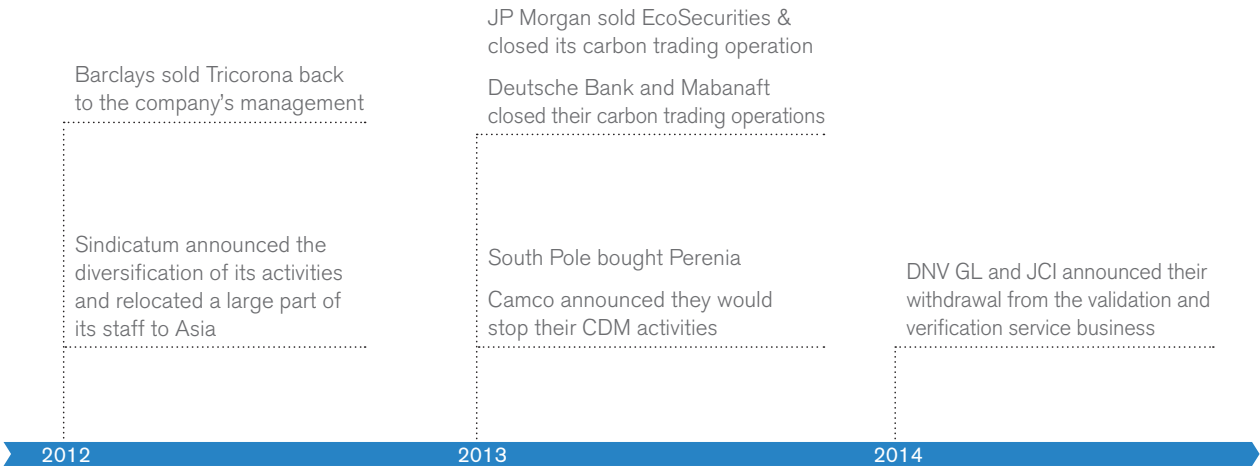 Barclays sold Tricorona back
to the company's management
Sindicatum announced the
diversification of its activities
and relocated a large part of
its staff to Asia
JP Morgan sold EcoSecurities &
closed its carbon trading operation
Deutsche Bank and Mabanaft
closed their carbon trading operations
South Pole bought Perenia
Camco announced they would
stop their CDM activities
DNV GL and JCI announced their
withdrawal from the validation and
verification service business
2012
2013
2014